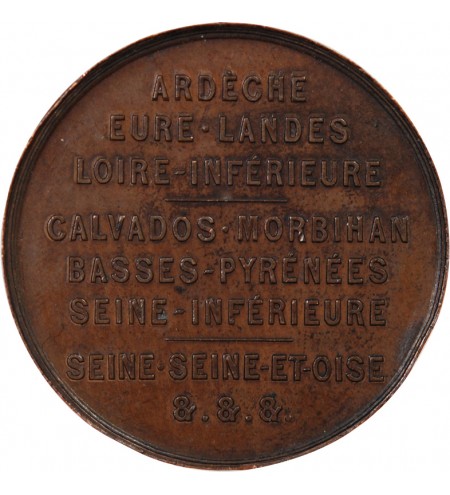 ARDÈCHE
EURE·LANDES
LOIRE-INFÉRIEURE
CALVADOS·MORBIHAN
BASSES-PYRÉNÉES
SEINE-INFÉRIEURE
SEINE·SEINE-ET-OISE
&.&.&.